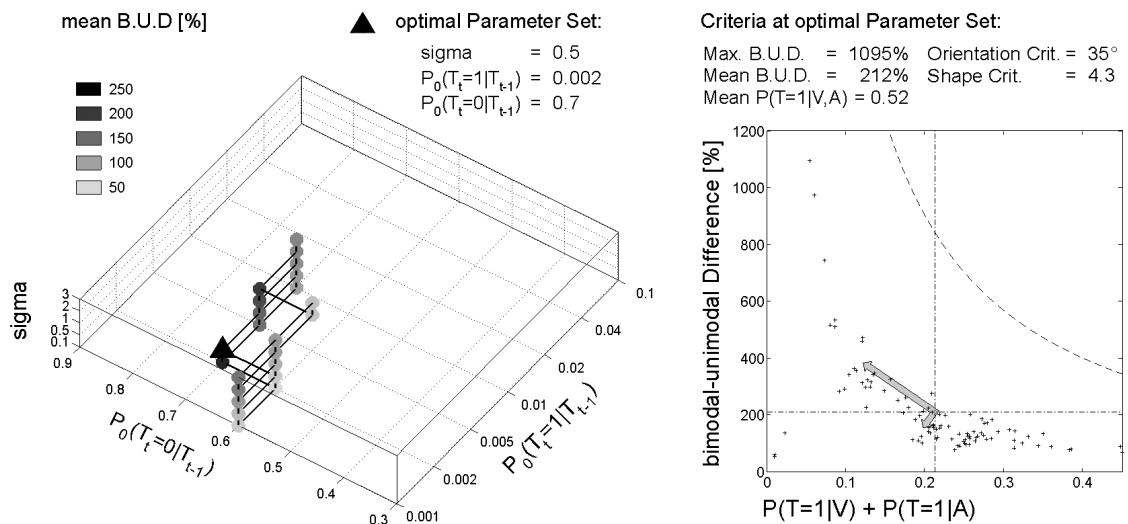 mean B.U.D [%]
250
200
150
100
50
optimal Parameter Set:
sigma = 0.5
P₀(Tₜ=1|Tₜ₋₁) = 0.002
P₀(Tₜ=0|Tₜ₋₁) = 0.7
sigma
3
2
1
0.5
0.1
0.9
0.8
0.7
0.6
0.5
0.4
0.3
P₀(Tₜ=0|Tₜ₋₁)
0.001
0.002
0.005
0.01
0.02
0.04
0.1
P₀(Tₜ=1|Tₜ₋₁)
Criteria at optimal Parameter Set:
Max. B.U.D. = 1095% Orientation Crit. = 35°
Mean B.U.D. = 212% Shape Crit. = 4.3
Mean P(T=1|V,A) = 0.52
bimodal-unimodal Difference [%]
1200
1000
800
600
400
200
0
0 0.1 0.2 0.3 0.4
P(T=1|V) + P(T=1|A)